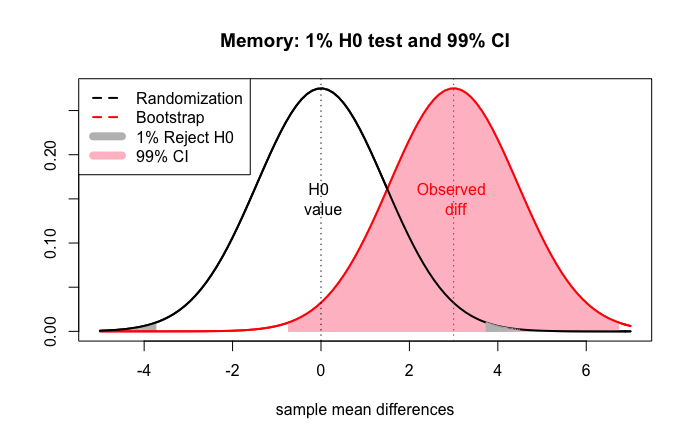 Memory: 1% H0 test and 99% CI
Randomization
Bootstrap
1% Reject H0
99% CI
H0
value
Observed
diff
0.00
0.10
0.20
-4
-2
0
2
4
6
sample mean differences